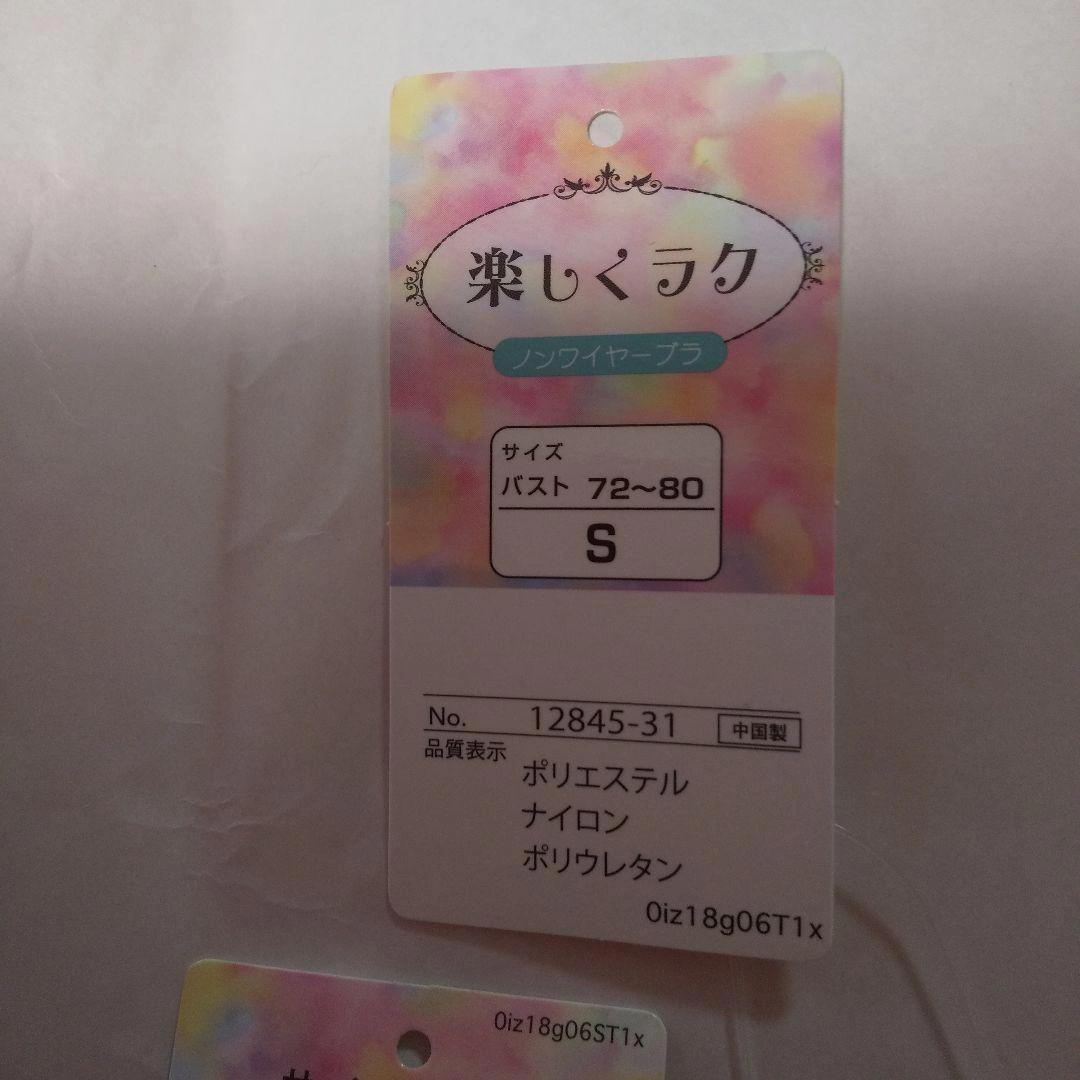 楽しくラク
ノンワイヤーブラ
サイズ
バスト 72～80
S
No. 12845-31 中国製
品質表示
ポリエステル
ナイロン
ポリウレタン
0iz18g06T1x
0iz18g06ST1x